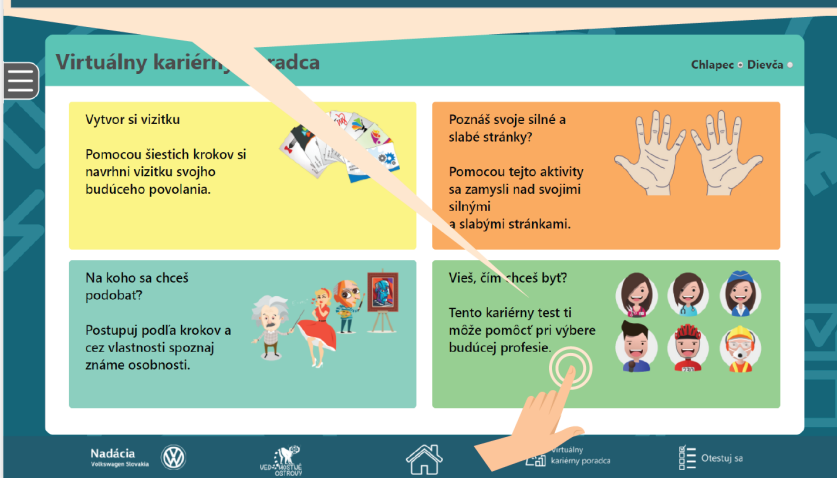 Virtuálny kariérny poradca
Chlapec Dievča
Vytvor si vizitku
Pomocou šiestich krokov si
navrhni vizitku svojho
budúceho povolania.
Poznáš svoje silné a
slabé stránky?
Pomocou tejto aktivity
sa zamysli nad svojimi
silnými
a slabými stránkami.
Na koho sa chceš
podobať?
Postupuj podľa krokov a
cez vlastnosti spoznaj
známe osobnosti.
Vieš, čím chceš byť?
Tento kariérny test ti
môže pomôcť pri výbere
budúcej profesie.
Nadácia
Volkswagen Slovakia
OSTROVY
Virtuálny
kariérny poradca
Otestuj sa